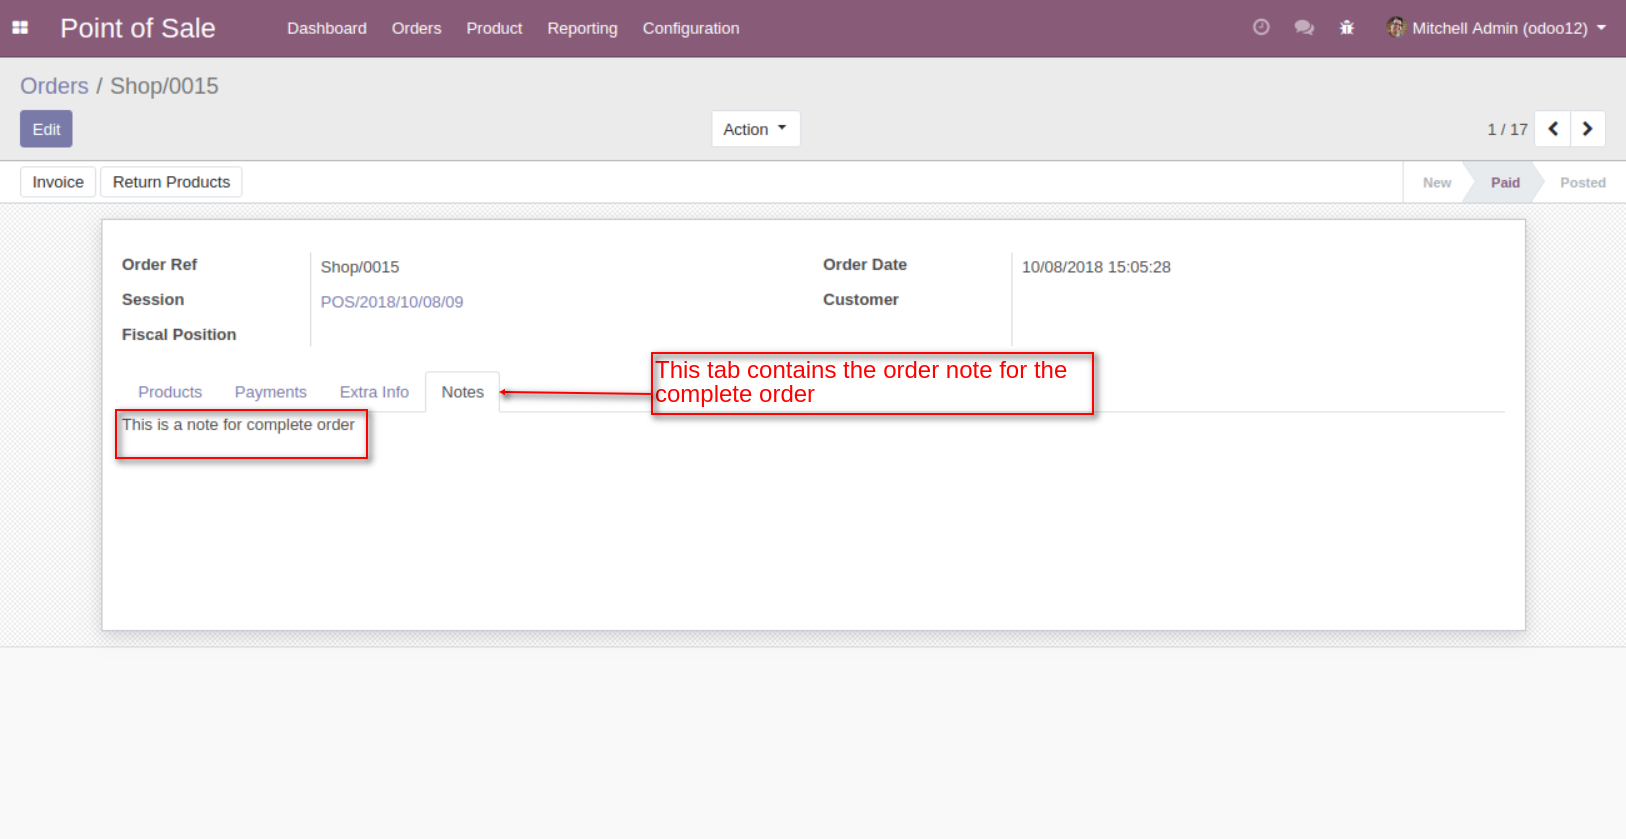 Point of Sale Dashboard Orders Product Reporting Configuration Mitchell Admin (odoo12)
Orders / Shop/0015
Edit Action 1 / 17
Invoice Return Products New Paid Posted
Order Ref Shop/0015 Order Date 10/08/2018 15:05:28
Session POS/2018/10/08/09 Customer
Fiscal Position
This tab contains the order note for the
complete order
Products Payments Extra Info Notes
This is a note for complete order